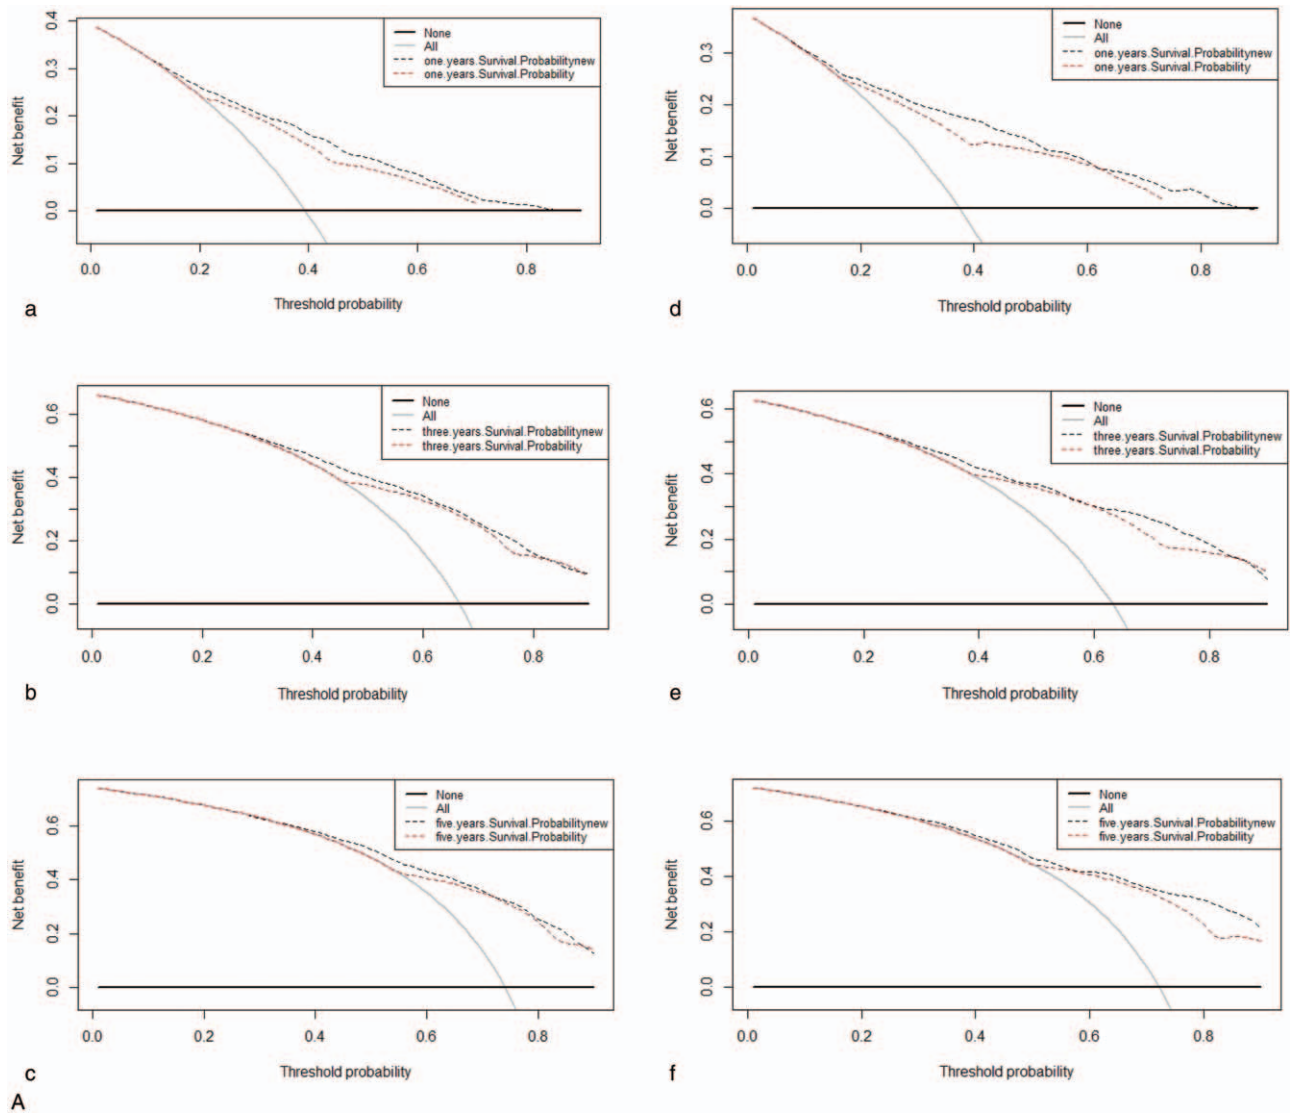 None
All
one.years.Survival.Probabilitynew
one.years.Survival.Probability
Net benefit
0.0 0.1 0.2 0.3 0.4
0.0 0.2 0.4 0.6 0.8
Threshold probability
a
None
All
one.years.Survival.Probabilitynew
one.years.Survival.Probability
Net benefit
0.0 0.1 0.2 0.3
0.0 0.2 0.4 0.6 0.8
Threshold probability
d
None
All
three.years.Survival.Probabilitynew
three.years.Survival.Probability
Net benefit
0.0 0.2 0.4 0.6
0.0 0.2 0.4 0.6 0.8
Threshold probability
b
None
All
three.years.Survival.Probabilitynew
three.years.Survival.Probability
Net benefit
0.0 0.2 0.4 0.6
0.0 0.2 0.4 0.6 0.8
Threshold probability
e
None
All
five.years.Survival.Probabilitynew
five.years.Survival.Probability
Net benefit
0.0 0.2 0.4 0.6
0.0 0.2 0.4 0.6 0.8
Threshold probability
c
None
All
five.years.Survival.Probabilitynew
five.years.Survival.Probability
Net benefit
0.0 0.2 0.4 0.6
0.0 0.2 0.4 0.6 0.8
Threshold probability
f
A